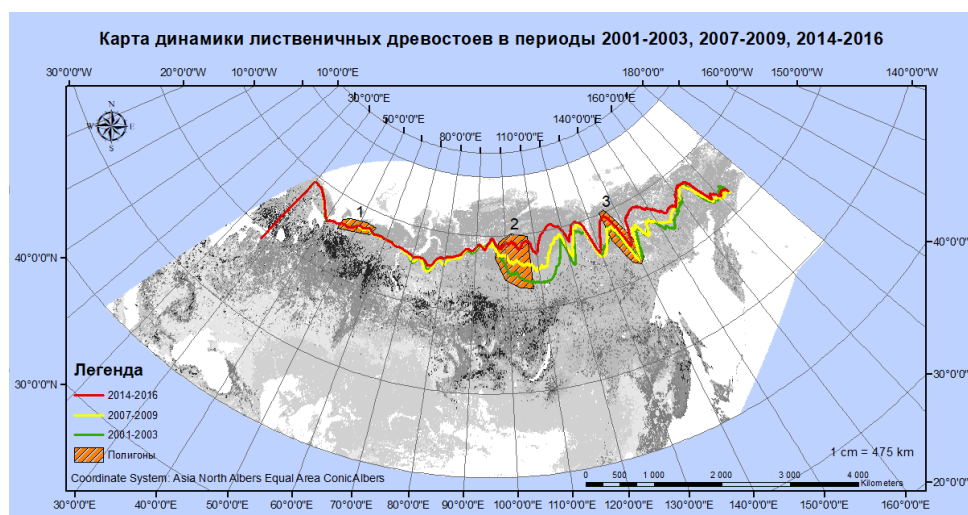 Карта динамики лиственичных древостоев в периоды 2001-2003, 2007-2009, 2014-2016
30°0'0"W 20°0'0"W 10°0'0"W 10°0'0"E 180°0'0" 160°0'0"W 150°0'0"W 140°0'0"W
30°0'0"E 160°0'0"E
50°0'0"E 140°0'0"E
80°0'0"E 110°0'0"E
N
W E
S
1 2 3
40°0'0"N 40°0'0"N
30°0'0"N 30°0'0"N
Легенда
2014-2016
2007-2009
2001-2003
Полигоны
1 cm = 475 km
Coordinate System: Asia North Albers Equal Area ConicAlbers
0 500 1 000 2 000 3 000 4 000
Kilometers
20°0'0"N
30°0'0"E 40°0'0"E 50°0'0"E 60°0'0"E 70°0'0"E 80°0'0"E 90°0'0"E 100°0'0"E 110°0'0"E 120°0'0"E 130°0'0"E 140°0'0"E 150°0'0"E 160°0'0"E